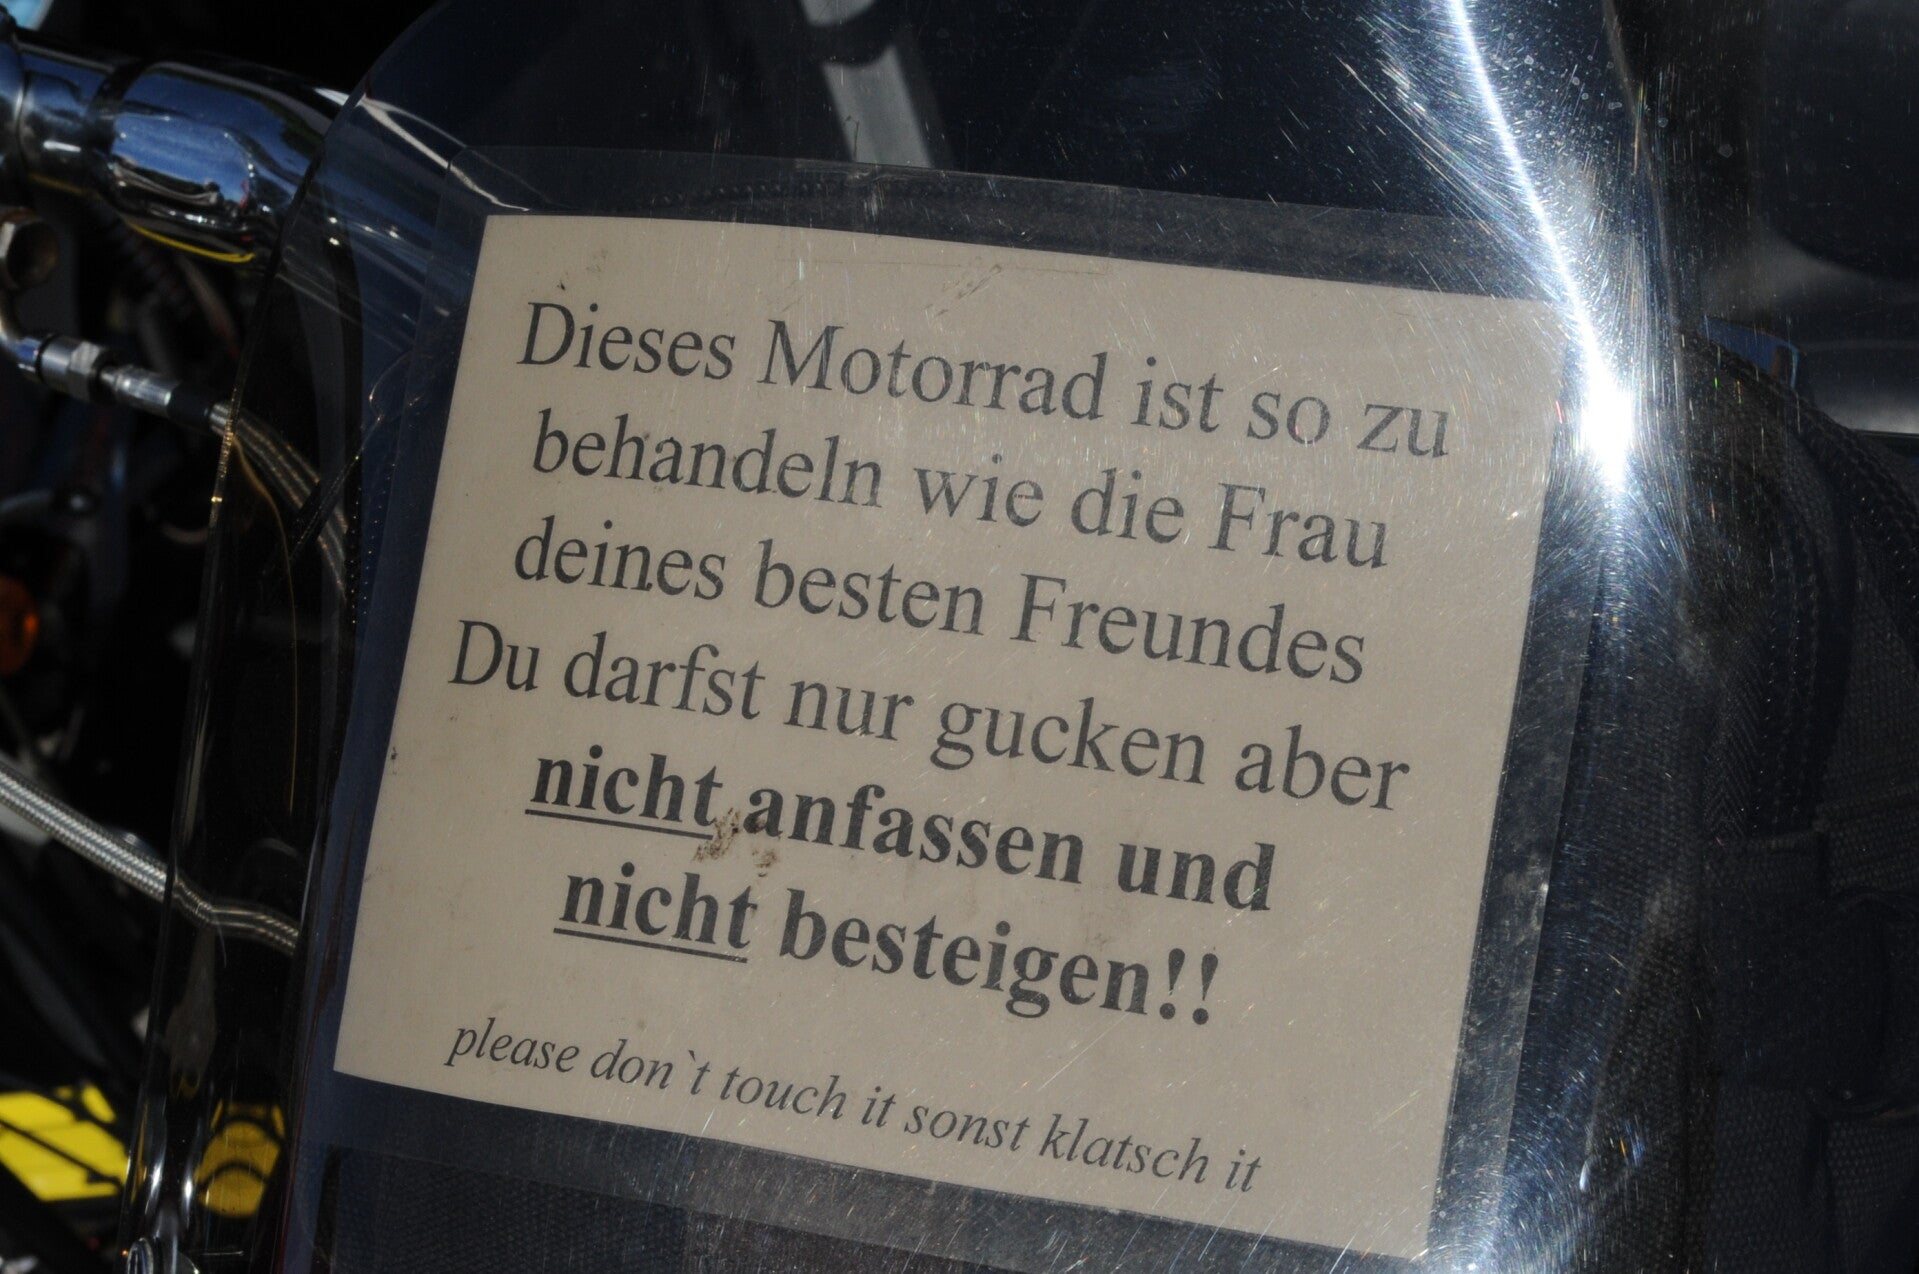 Dieses Motorrad ist so zu
behandeln wie die Frau
deines besten Freundes
Du darfst nur gucken aber
nicht anfassen und
nicht besteigen!!
please don`t touch it sonst klatsch it